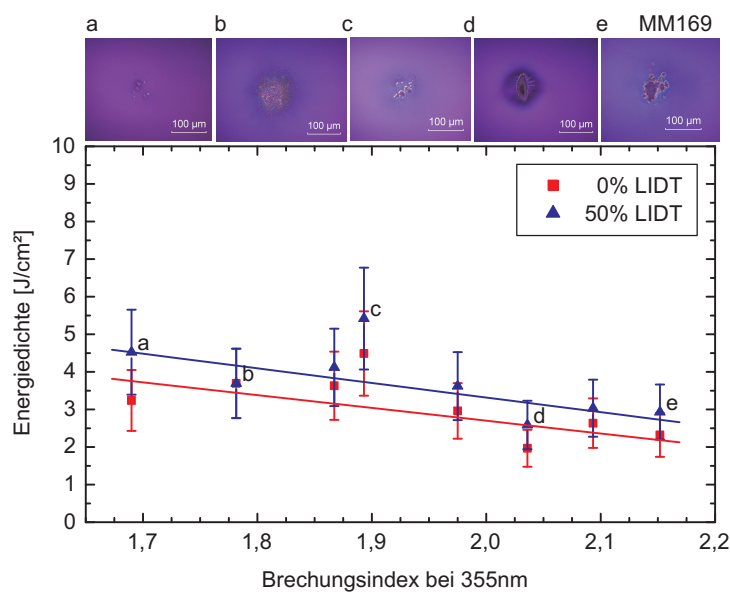 a b c d e MM169
100 µm 100 µm 100 µm 100 µm 100 µm
10
9
8
7
6
5
4
3
2
1
0
Energiedichte [J/cm²]
0% LIDT
50% LIDT
a
b
c
d
e
1,7 1,8 1,9 2,0 2,1 2,2
Brechungsindex bei 355nm